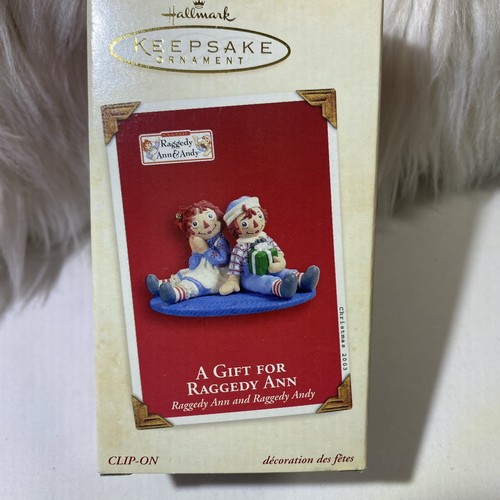 Hallmark
KEEPSAKE
ORNAMENT
CLASSIC
Raggedy
Ann & Andy
Christmas 2003
A GIFT FOR
RAGGEDY ANN
Raggedy Ann and Raggedy Andy
CLIP-ON
décoration des fêtes